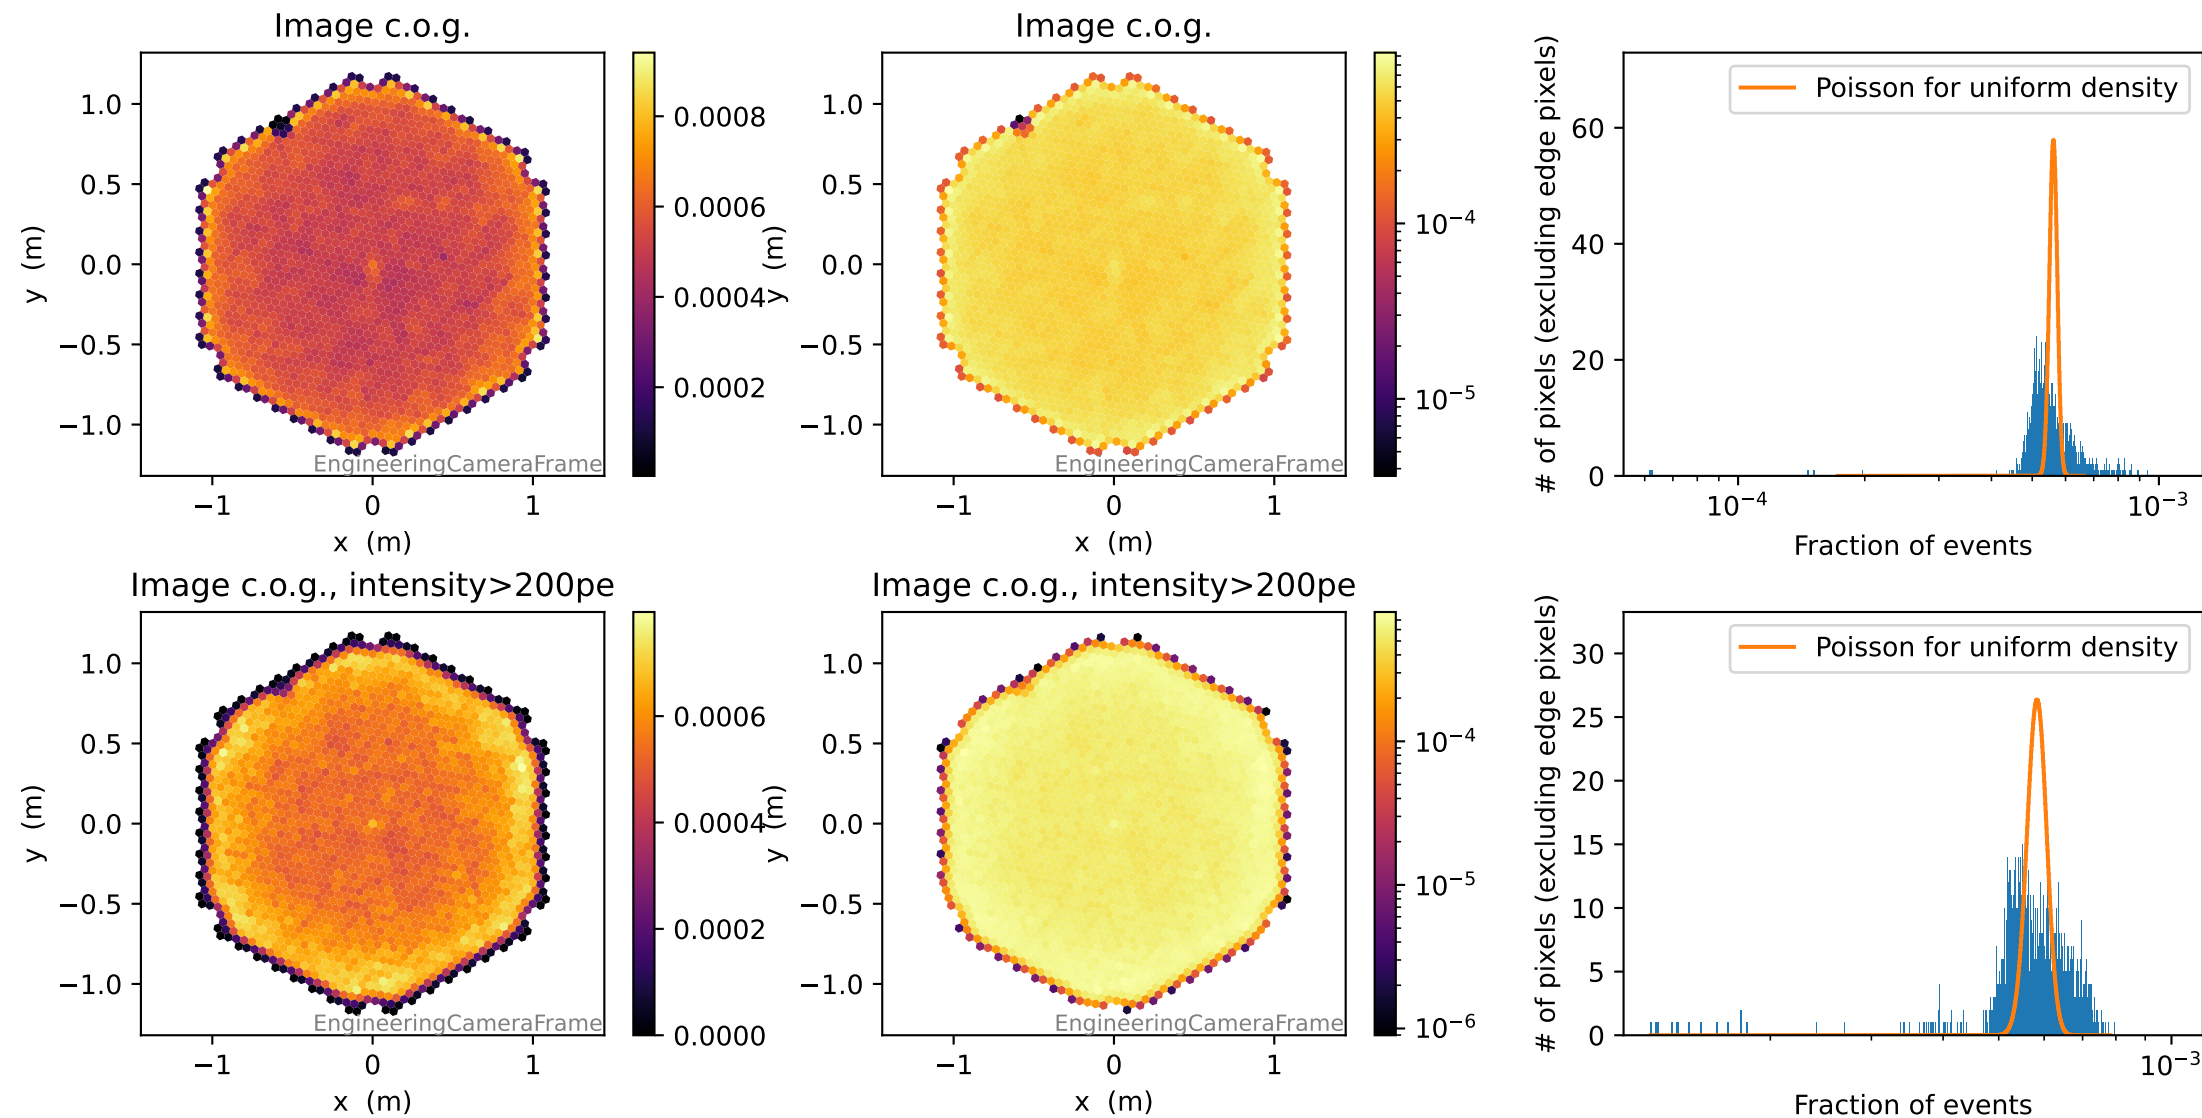 Image c.o.g.
1.0
0.5
0.0
−0.5
−1.0
y (m)
−1
0
1
x (m)
EngineeringCameraFrame
0.0008
0.0006
0.0004
0.0002
Image c.o.g.
1.0
0.5
0.0
−0.5
−1.0
y (m)
−1
0
1
x (m)
EngineeringCameraFrame
10⁻⁴
10⁻⁵
# of pixels (excluding edge pixels)
60
40
20
0
Poisson for uniform density
10⁻⁴
10⁻³
Fraction of events
Image c.o.g., intensity>200pe
1.0
0.5
0.0
−0.5
−1.0
y (m)
−1
0
1
x (m)
EngineeringCameraFrame
0.0006
0.0004
0.0002
0.0000
Image c.o.g., intensity>200pe
1.0
0.5
0.0
−0.5
−1.0
y (m)
−1
0
1
x (m)
EngineeringCameraFrame
10⁻⁴
10⁻⁵
10⁻⁶
# of pixels (excluding edge pixels)
30
25
20
15
10
5
0
Poisson for uniform density
10⁻³
Fraction of events